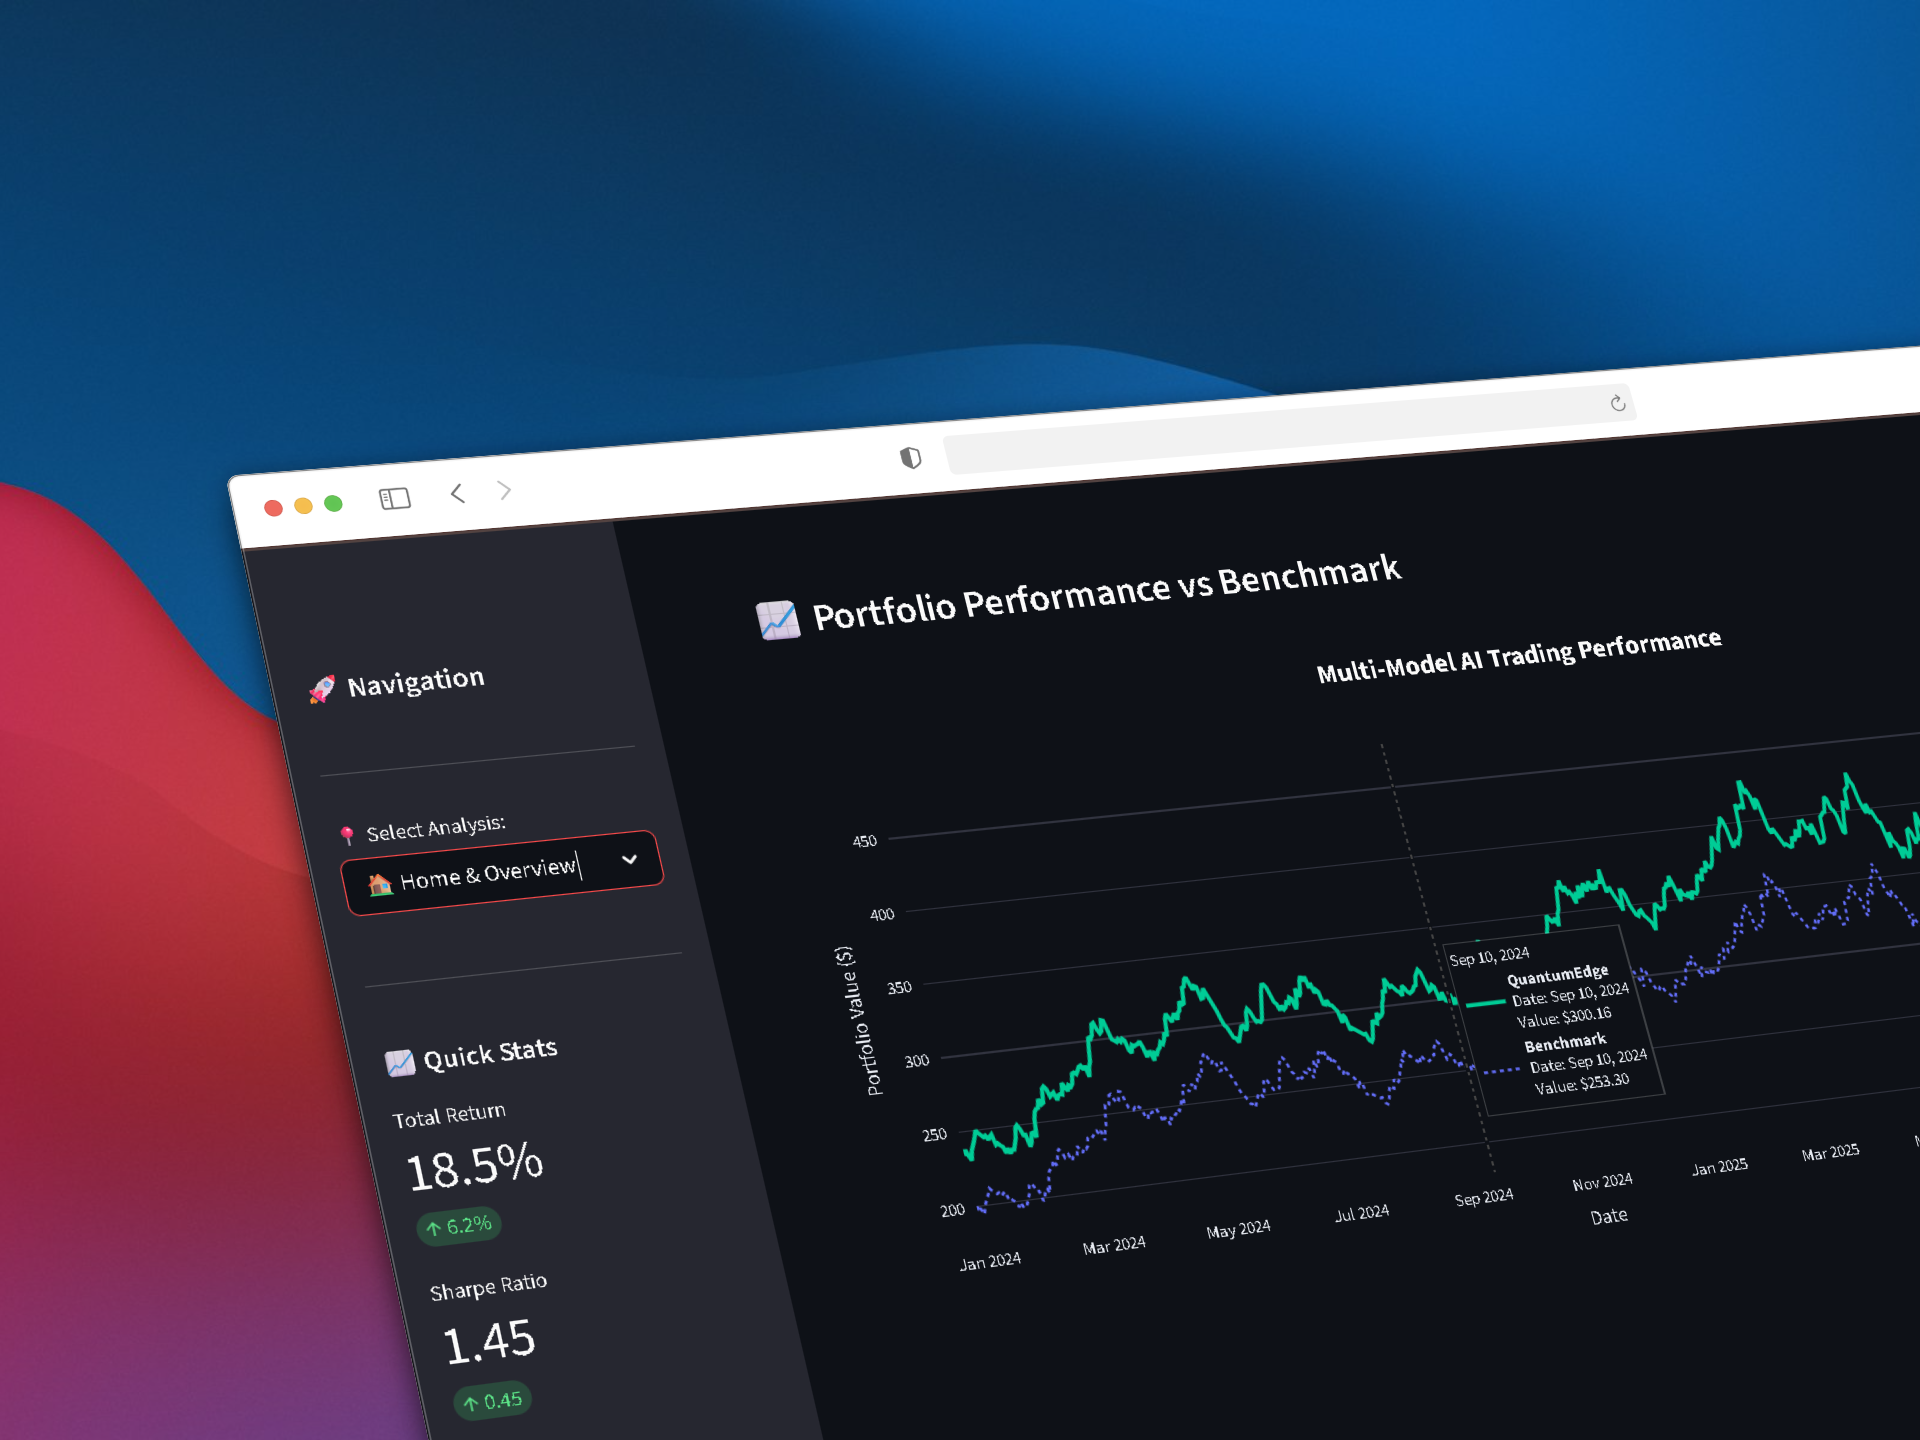 🚀 Navigation
📍 Select Analysis:
🏠 Home & Overview
📈 Quick Stats
Total Return
18.5%
↑ 6.2%
Sharpe Ratio
1.45
↑ 0.45
📈 Portfolio Performance vs Benchmark
Multi-Model AI Trading Performance
Portfolio Value ($)
450
400
350
300
250
200
Sep 10, 2024
QuantumEdge
Date: Sep 10, 2024
Value: $300.16
Benchmark
Date: Sep 10, 2024
Value: $253.30
Jan 2024
Mar 2024
May 2024
Jul 2024
Sep 2024
Nov 2024
Jan 2025
Mar 2025
Date